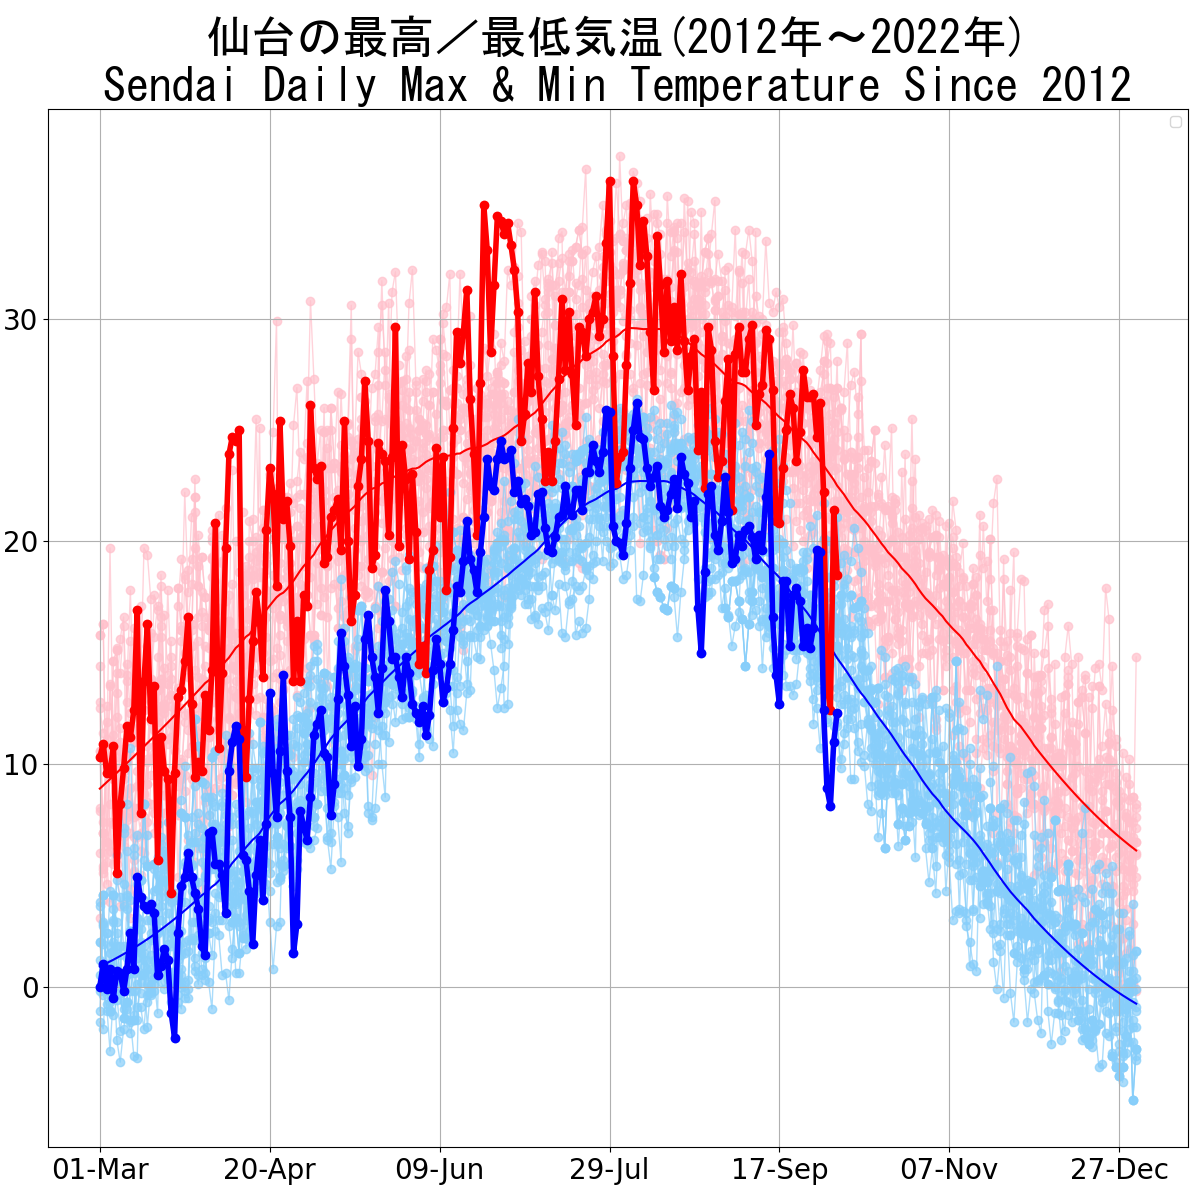 仙台の最高／最低気温(2012年～2022年)
Sendai Daily Max & Min Temperature Since 2012
30
20
10
0
01-Mar 20-Apr 09-Jun 29-Jul 17-Sep 07-Nov 27-Dec